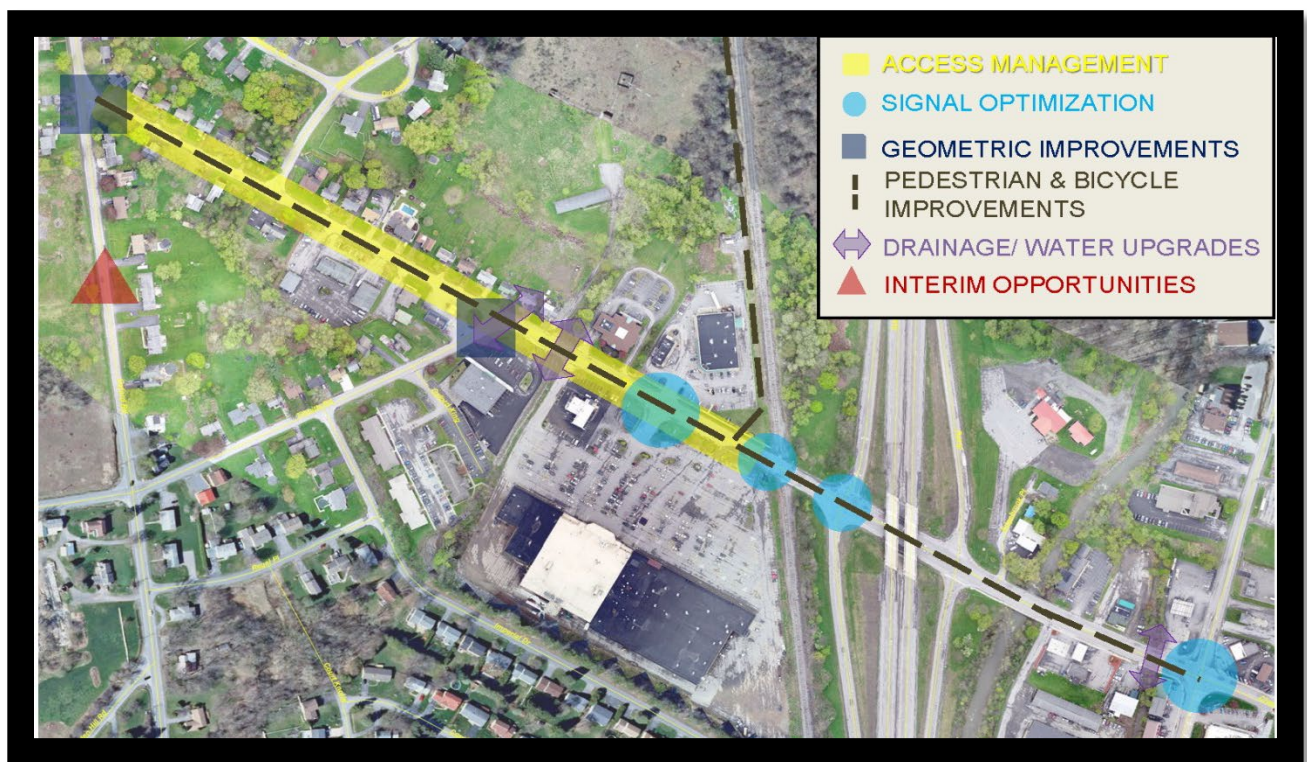 ACCESS MANAGEMENT
SIGNAL OPTIMIZATION
GEOMETRIC IMPROVEMENTS
PEDESTRIAN & BICYCLE
IMPROVEMENTS
DRAINAGE/ WATER UPGRADES
INTERIM OPPORTUNITIES